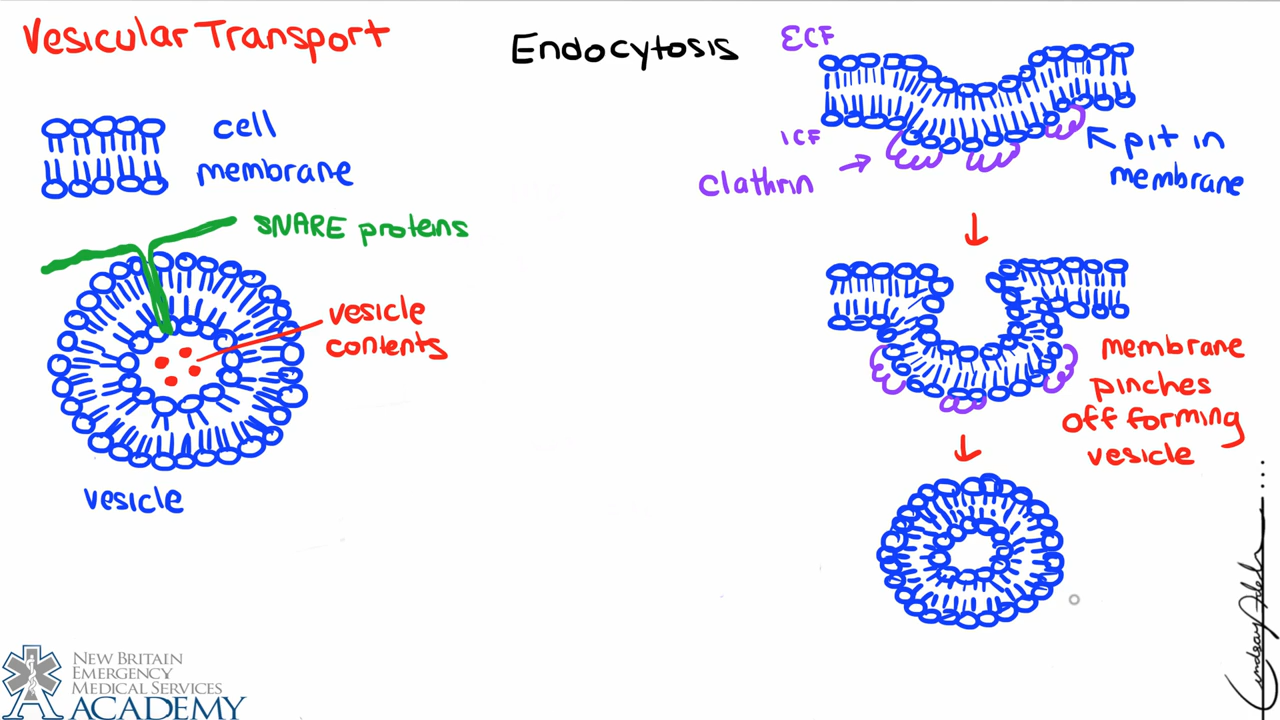 Vesicular Transport
Endocytosis
ECF
cell
membrane
ICF
clathrin
pit in
membrane
SNARE proteins
vesicle
contents
membrane
pinches
off forming
vesicle
vesicle
NEW BRITAIN
EMERGENCY
MEDICAL SERVICES
ACADEMY